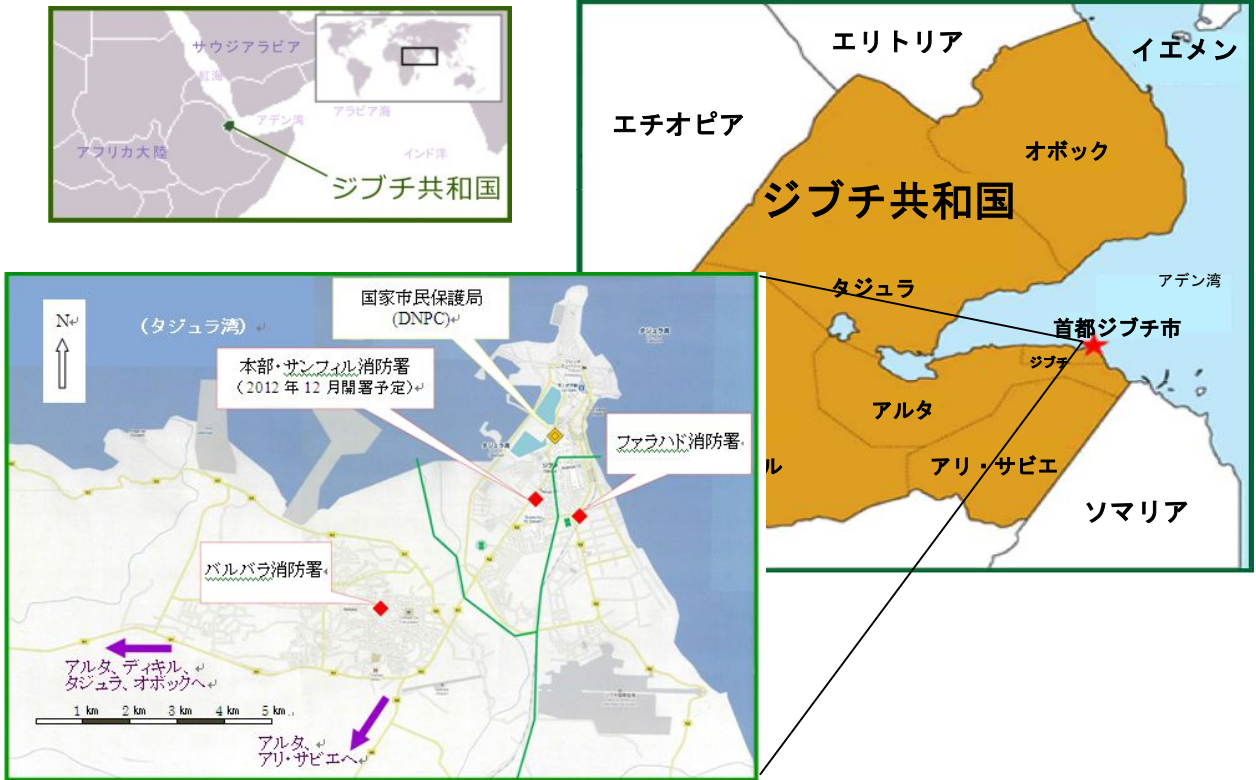 サウジアラビア
紅海
アデン湾
アラビア海
アフリカ大陸
インド洋
ジブチ共和国
エリトリア
イエメン
エチオピア
オボック
ジブチ共和国
タジュラ
アデン湾
首都ジブチ市
ジブチ
アルタ
アリ・サビエ
ル
ソマリア
N
（タジュラ湾）
国家市民保護局
(DNPC)
本部・サンフィル消防署
（2012 年 12 月開署予定）
ファラハド消防署
バルバラ消防署
アルタ、ディキル、
タジュラ、オボックへ
1 km 2 km 3 km 4 km 5 km
アルタ、
アリ・サビエへ